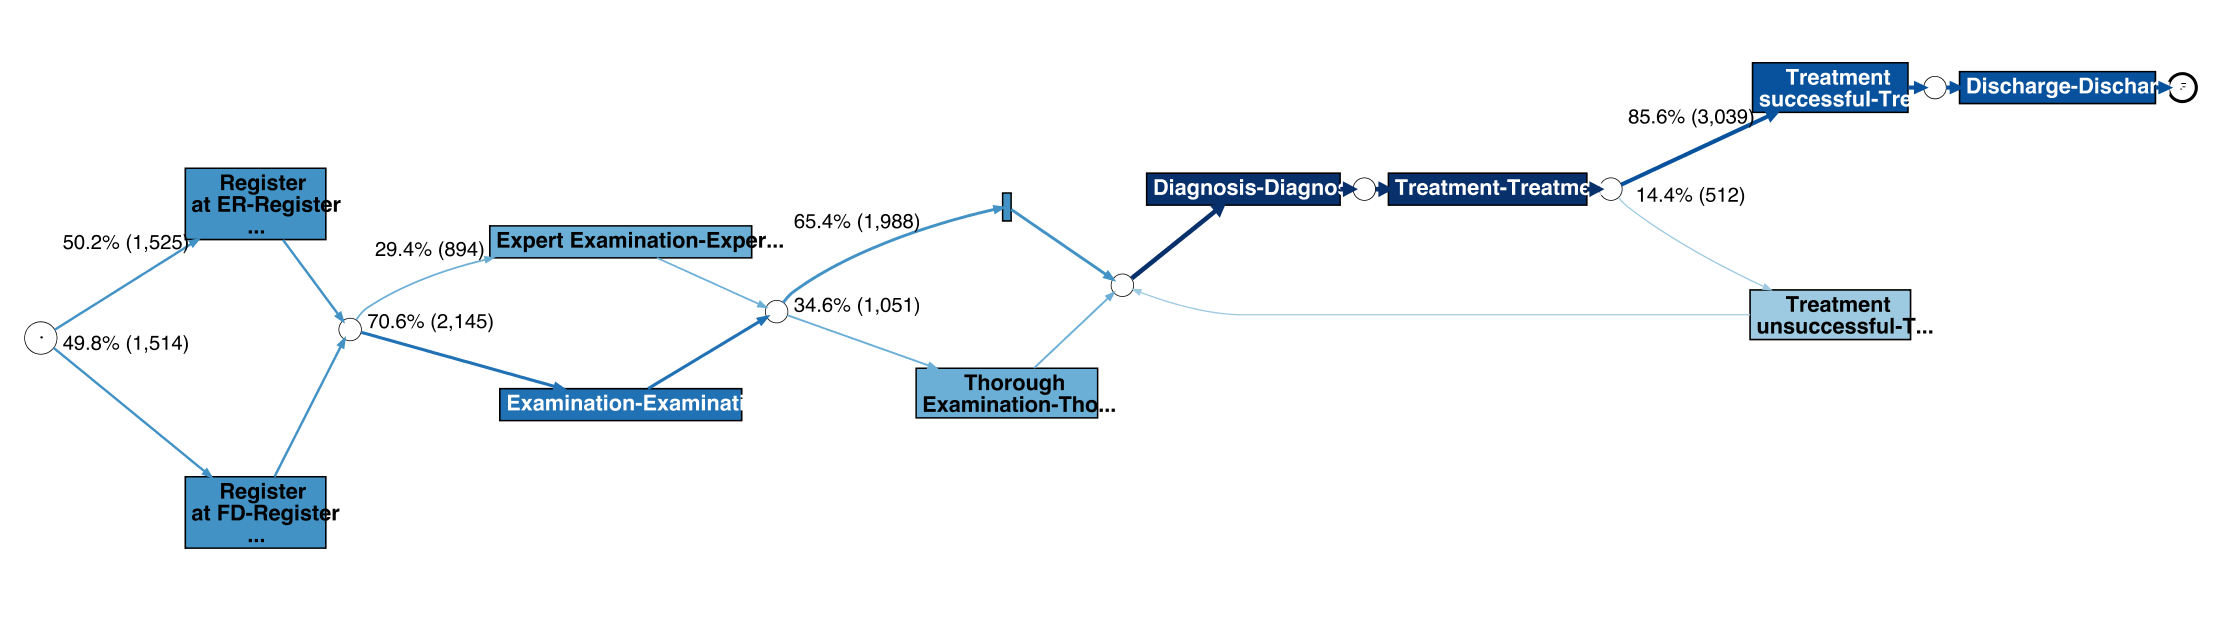 50.2% (1,525)
49.8% (1,514)
Register
at ER-Register
...
Register
at FD-Register
...
29.4% (894)
70.6% (2,145)
Expert Examination-Exper...
Examination-Examinati
65.4% (1,988)
34.6% (1,051)
Thorough
Examination-Tho...
Diagnosis-Diagnos
Treatment-Treatme
85.6% (3,039)
14.4% (512)
Treatment
successful-Tre
Treatment
unsuccessful-T...
Discharge-Dischar